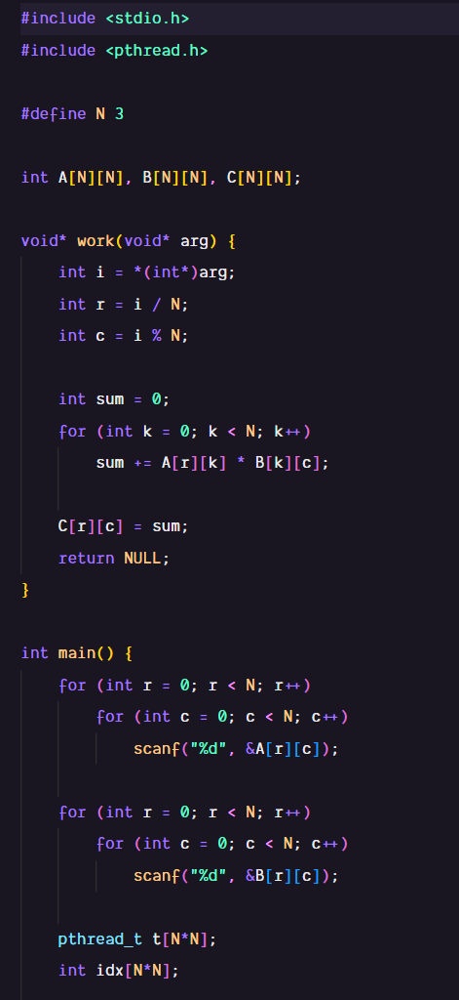 #include <stdio.h>
#include <pthread.h>

#define N 3

int A[N][N], B[N][N], C[N][N];

void* work(void* arg) {
    int i = *(int*)arg;
    int r = i / N;
    int c = i % N;

    int sum = 0;
    for (int k = 0; k < N; k++)
        sum += A[r][k] * B[k][c];

    C[r][c] = sum;
    return NULL;
}

int main() {
    for (int r = 0; r < N; r++)
        for (int c = 0; c < N; c++)
            scanf("%d", &A[r][c]);

    for (int r = 0; r < N; r++)
        for (int c = 0; c < N; c++)
            scanf("%d", &B[r][c]);

    pthread_t t[N*N];
    int idx[N*N];